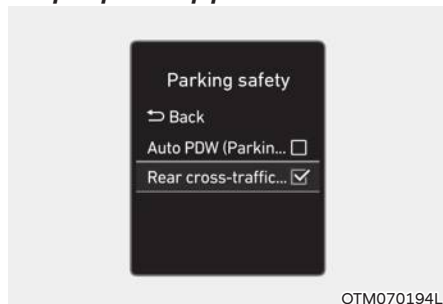 Parking safety
⮌ Back
Auto PDW (Parkin...
Rear cross-traffic...
OTM070194L